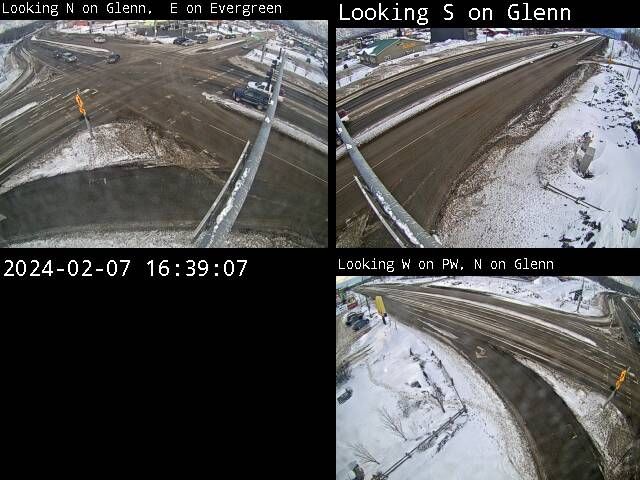 Looking N on Glenn,  E on Evergreen
Looking S on Glenn
2024-02-07 16:39:07
Looking W on PW, N on Glenn